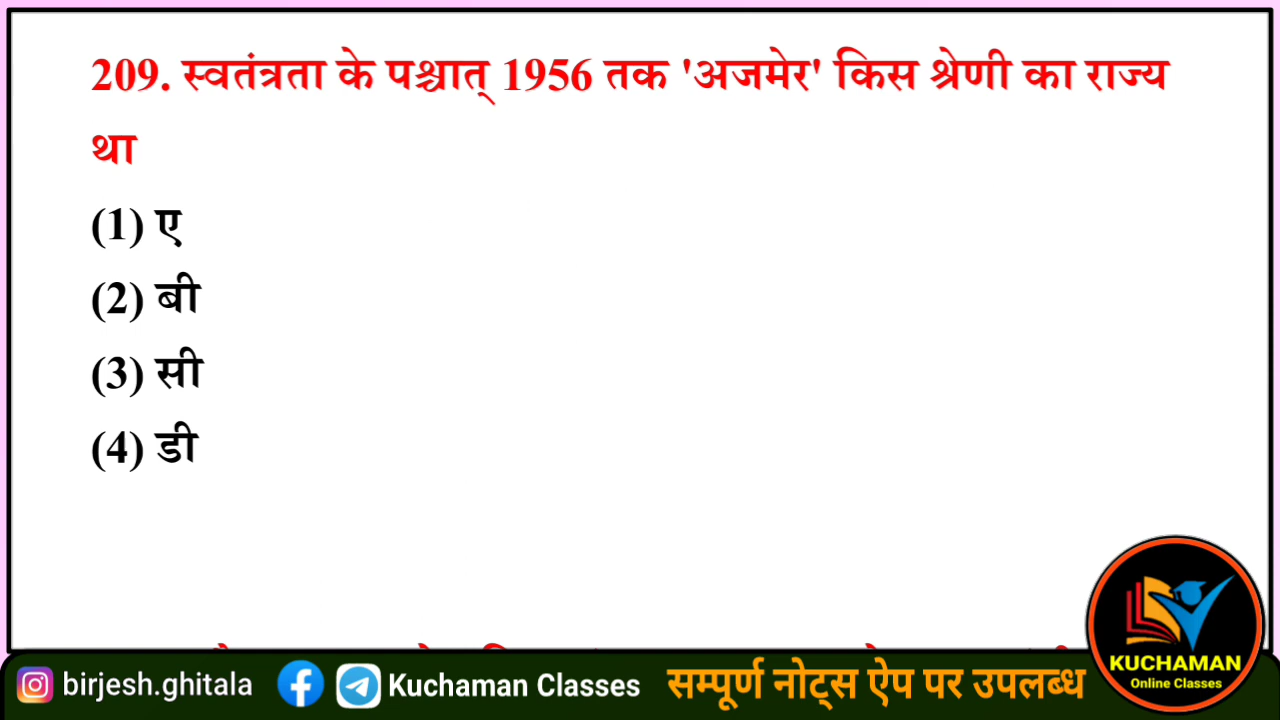 209. स्वतंत्रता के पश्चात् 1956 तक 'अजमेर' किस श्रेणी का राज्य
था
(1) ए
(2) बी
(3) सी
(4) डी
birjesh.ghitala
Kuchaman Classes
सम्पूर्ण नोट्स ऐप पर उपलब्ध
KUCHAMAN
Online Classes